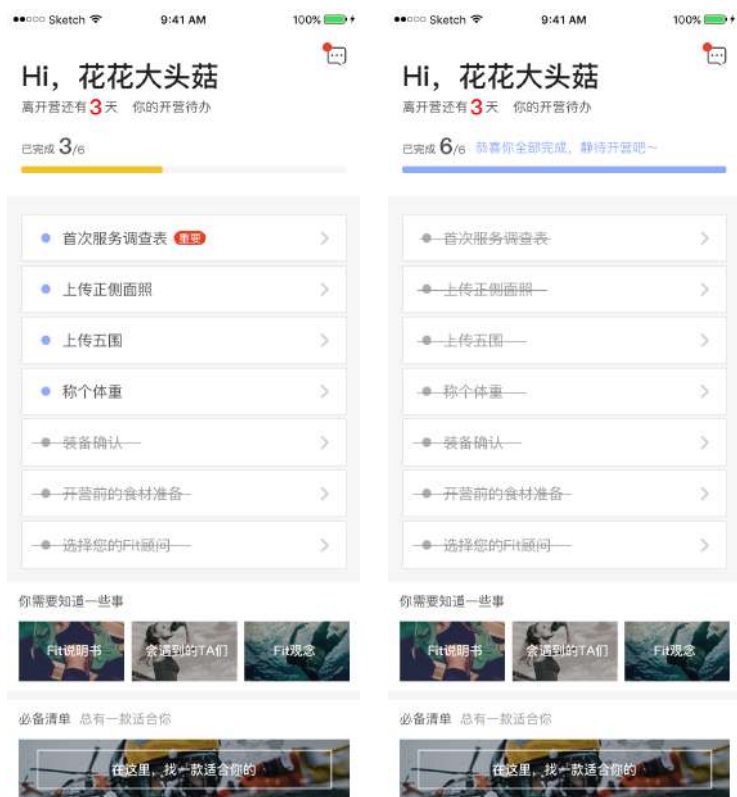 Sketch 9:41 AM 100%
Hi，花花大头菇
离开营还有3天 你的开营待办
已完成 3/6
首次服务调查表 重要
上传正侧面照
上传五围
称个体重
装备确认
开营前的食材准备
选择您的Fit顾问
你需要知道一些事
Fit说明书 会遇到的TA们 Fit观念
必备清单 总有一款适合你
在这里，找一款适合你的
Sketch 9:41 AM 100%
Hi，花花大头菇
离开营还有3天 你的开营待办
已完成 6/6 恭喜你全部完成，静待开营吧～
首次服务调查表
上传正侧面照
上传五围
称个体重
装备确认
开营前的食材准备
选择您的Fit顾问
你需要知道一些事
Fit说明书 会遇到的TA们 Fit观念
必备清单 总有一款适合你
在这里，找一款适合你的